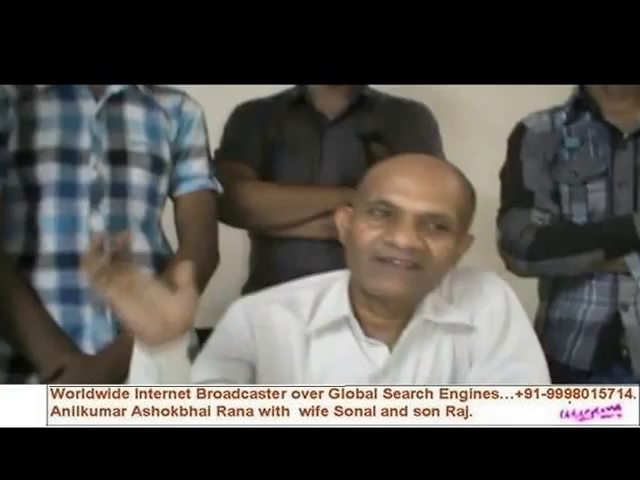 Worldwide Internet Broadcaster over Global Search Engines...+91-9998015714.
Anilkumar Ashokbhai Rana with wife Sonal and son Raj.